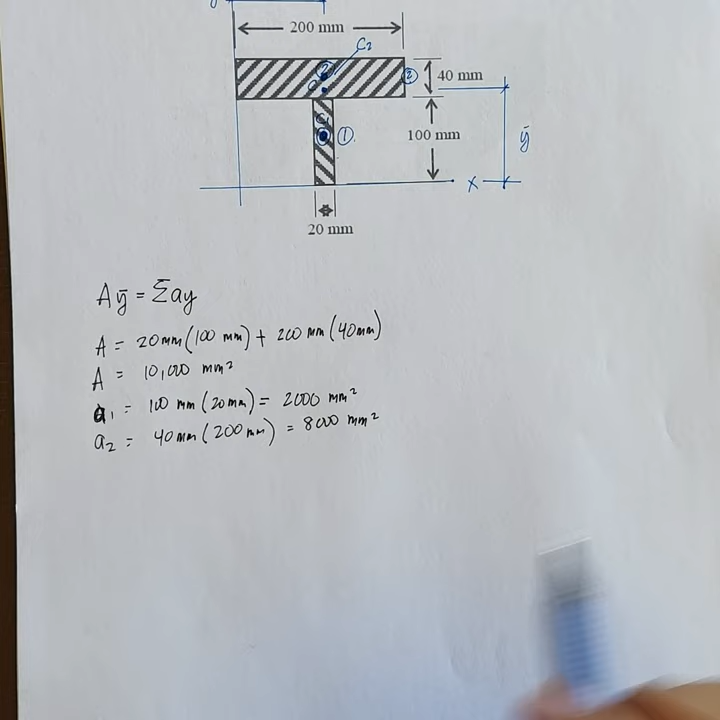 200 mm
C2
2
2
40 mm
1
100 mm
ȳ
x
20 mm
Aȳ = Σay
A = 20mm(100 mm) + 200 mm(40mm)
A = 10,000 mm²
a1 = 100 mm(20mm) = 2000 mm²
a2 = 40mm(200mm) = 8000 mm²